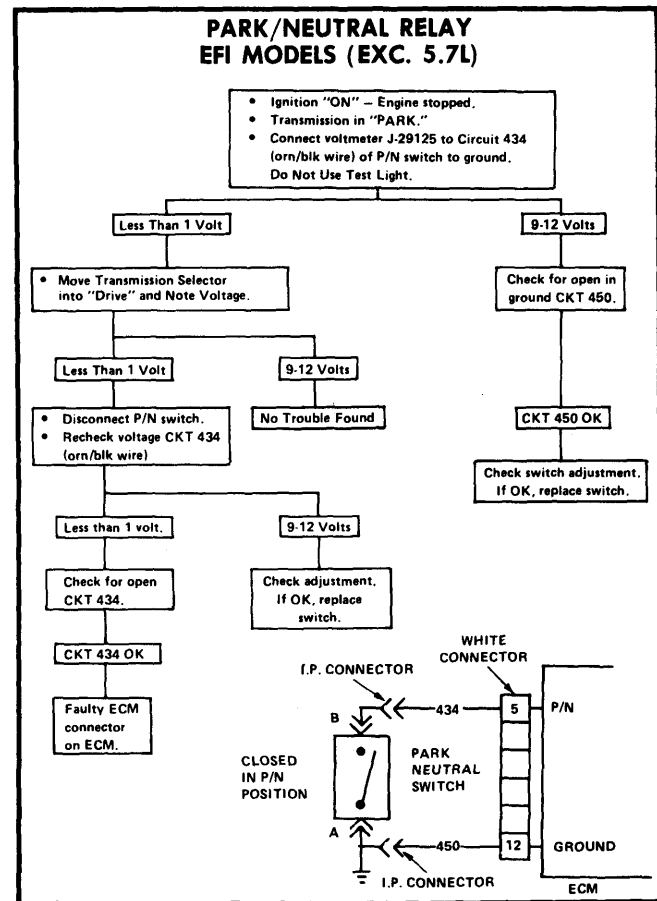 PARK/NEUTRAL RELAY
EFI MODELS (EXC. 5.7L)
• Ignition "ON" – Engine stopped.
• Transmission in "PARK."
• Connect voltmeter J-29125 to Circuit 434
(orn/blk wire) of P/N switch to ground.
Do Not Use Test Light.
Less Than 1 Volt
9-12 Volts
• Move Transmission Selector
into "Drive" and Note Voltage.
Check for open in
ground CKT 450.
Less Than 1 Volt
9-12 Volts
• Disconnect P/N switch.
• Recheck voltage CKT 434
(orn/blk wire)
No Trouble Found
CKT 450 OK
Check switch adjustment.
If OK, replace switch.
Less than 1 volt.
9-12 Volts
Check for open
CKT 434.
Check adjustment.
If OK, replace
switch.
CKT 434 OK
Faulty ECM
connector
on ECM.
WHITE
CONNECTOR
I.P. CONNECTOR
B
434
5
P/N
CLOSED
IN P/N
POSITION
PARK
NEUTRAL
SWITCH
A
450
12
GROUND
I.P. CONNECTOR
ECM